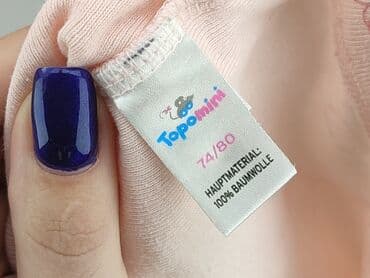 Topomini
74/80
HAUPTMATERIAL:
100% BAUMWOLLE